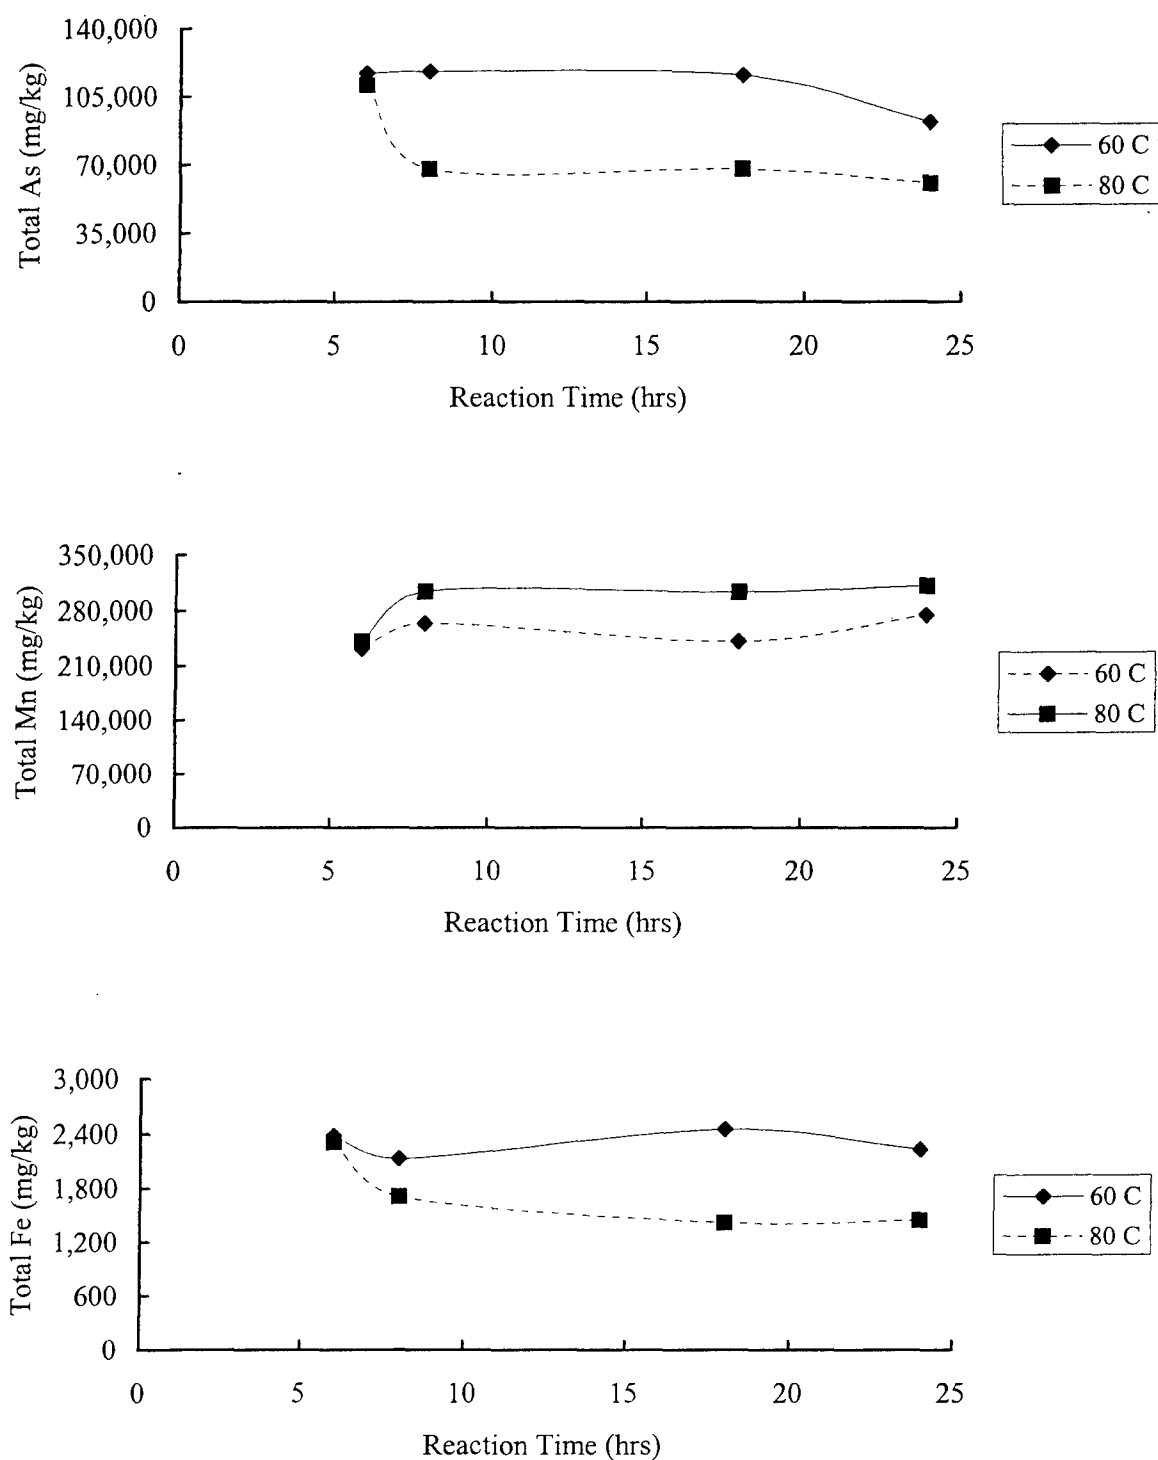 140,000
105,000
70,000
35,000
0
Total As (mg/kg)
0 5 10 15 20 25
Reaction Time (hrs)
60 C
80 C
350,000
280,000
210,000
140,000
70,000
0
Total Mn (mg/kg)
0 5 10 15 20 25
Reaction Time (hrs)
60 C
80 C
3,000
2,400
1,800
1,200
600
0
Total Fe (mg/kg)
0 5 10 15 20 25
Reaction Time (hrs)
60 C
80 C